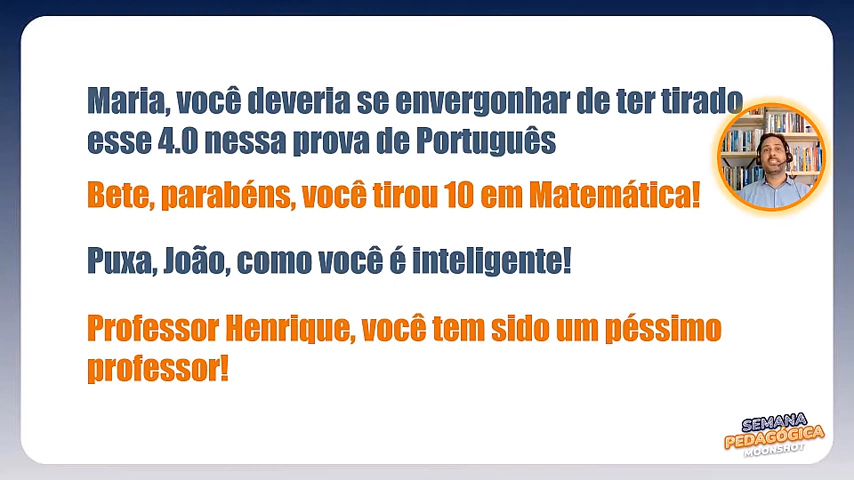 Maria, você deveria se envergonhar de ter tirado
esse 4.0 nessa prova de Português
Bete, parabéns, você tirou 10 em Matemática!
Puxa, João, como você é inteligente!
Professor Henrique, você tem sido um péssimo
professor!
SEMANA
PEDAGÓGICA
MOONSHOT